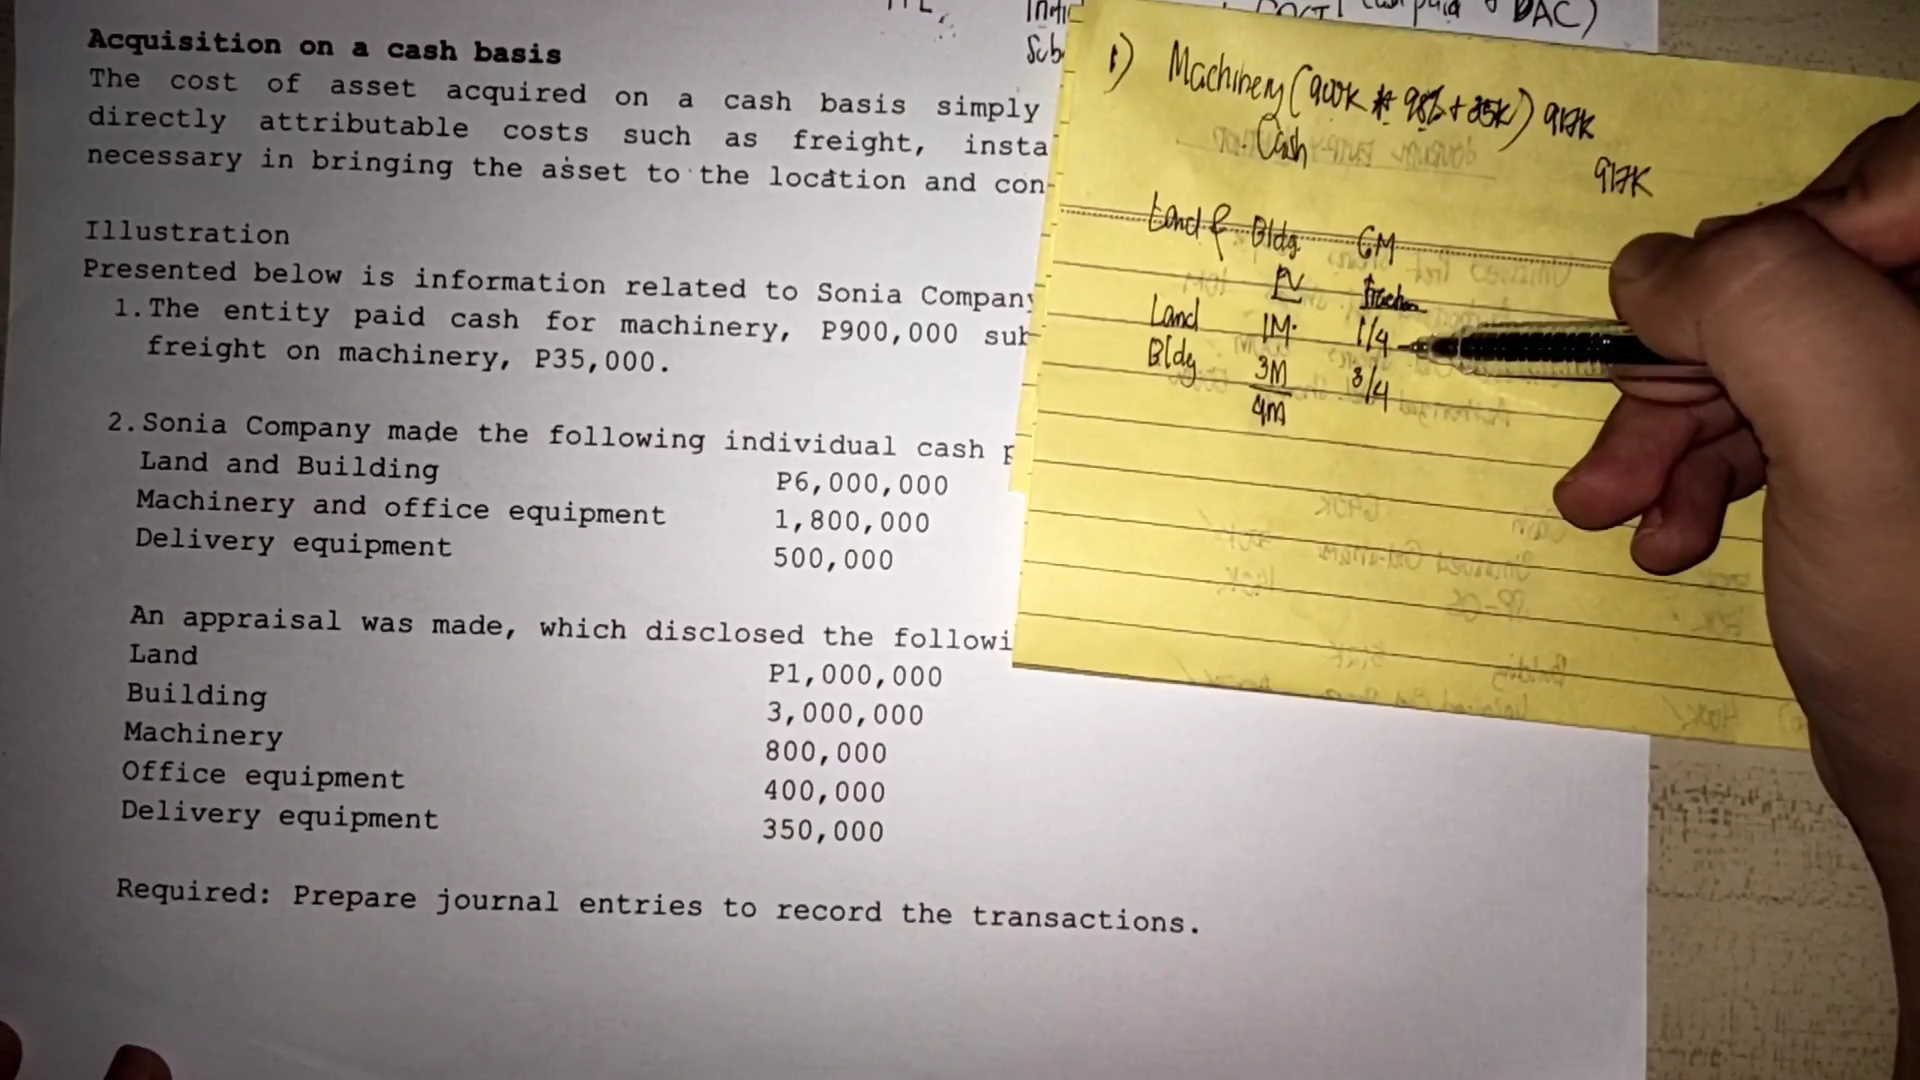 Acquisition on a cash basis
The cost of asset acquired on a cash basis simply
directly attributable costs such as freight, insta
necessary in bringing the asset to the location and con-
Illustration
Presented below is information related to Sonia Company
1. The entity paid cash for machinery, P900,000 sub
freight on machinery, P35,000.
2. Sonia Company made the following individual cash p
Land and Building P6,000,000
Machinery and office equipment 1,800,000
Delivery equipment 500,000
An appraisal was made, which disclosed the followi
Land P1,000,000
Building 3,000,000
Machinery 800,000
Office equipment 400,000
Delivery equipment 350,000
Required: Prepare journal entries to record the transactions.
paid & DAC)
Sub
1) Machinery (900K * 98% + 35K) 917K
Cash 917K
Land & Bldg. 6M
FV fraction
Land 1M 1/4
Bldg. 3M 3/4
4M